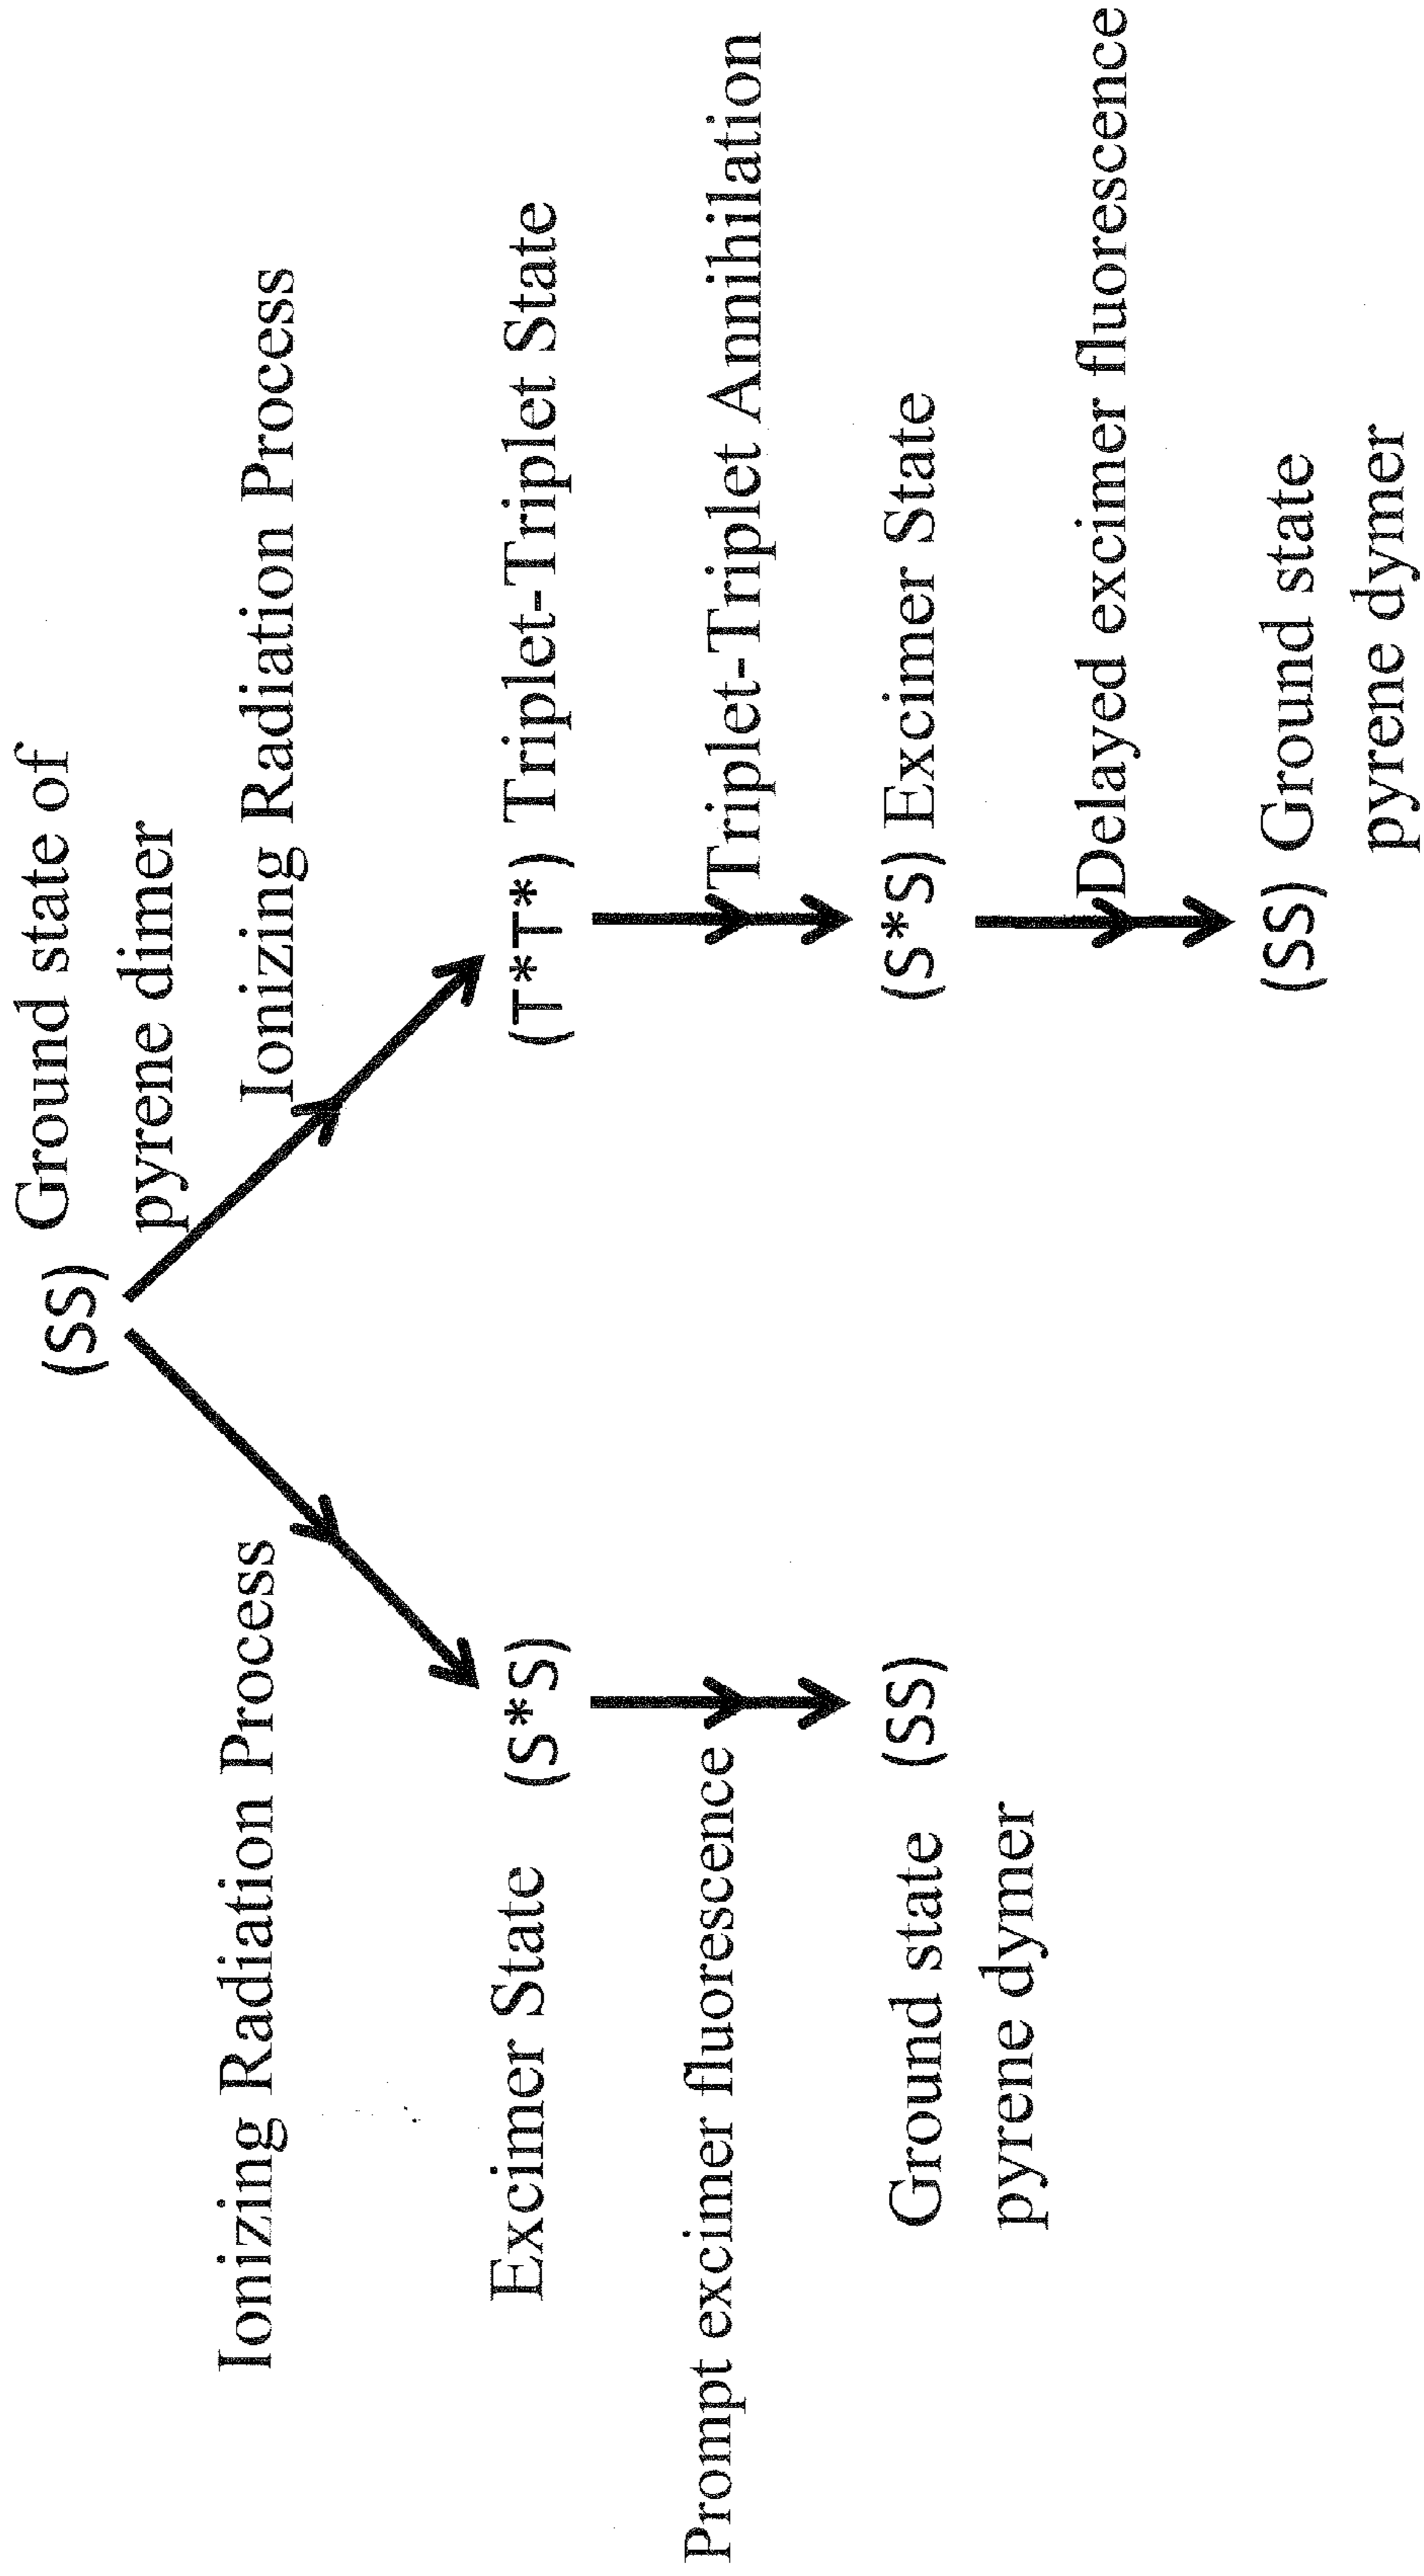 (SS) Ground state of
pyrene dimer
Ionizing Radiation Process
Ionizing Radiation Process
Excimer State (S*S)
(T*T*) Triplet-Triplet State
Prompt excimer fluorescence
Triplet-Triplet Annihilation
Ground state (SS)
pyrene dymer
(S*S) Excimer State
Delayed excimer fluorescence
(SS) Ground state
pyrene dymer